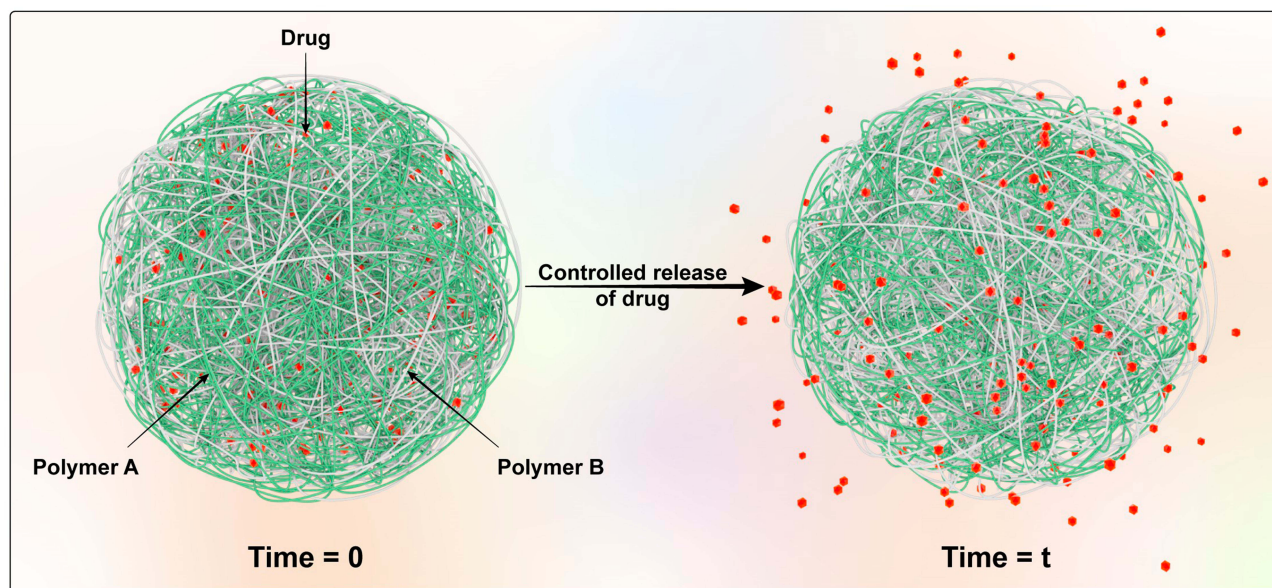 Drug
Controlled release
of drug
Polymer A
Polymer B
Time = 0
Time = t